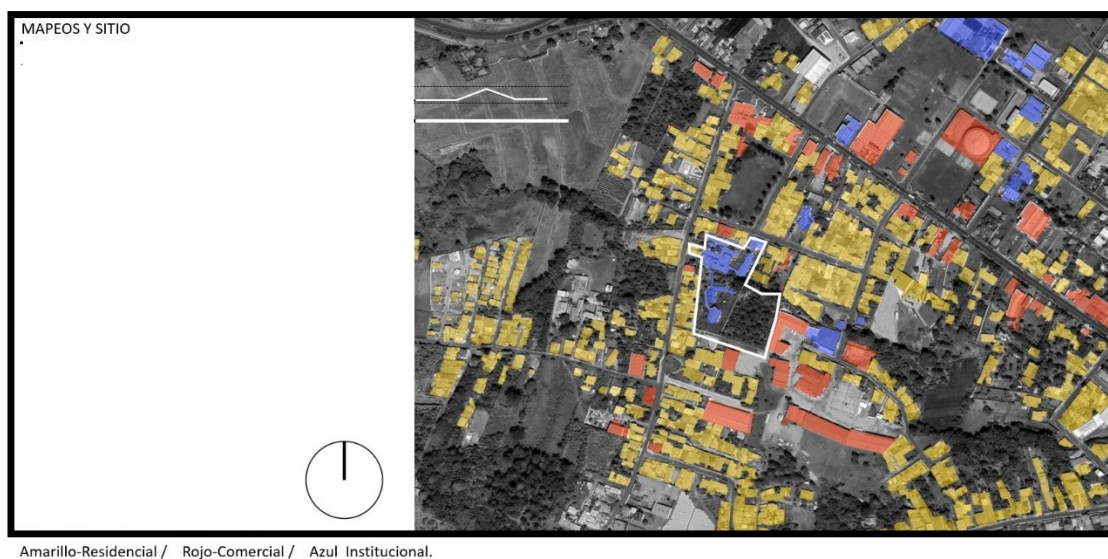 MAPEOS Y SITIO
Amarillo-Residencial / Rojo-Comercial / Azul Institucional.